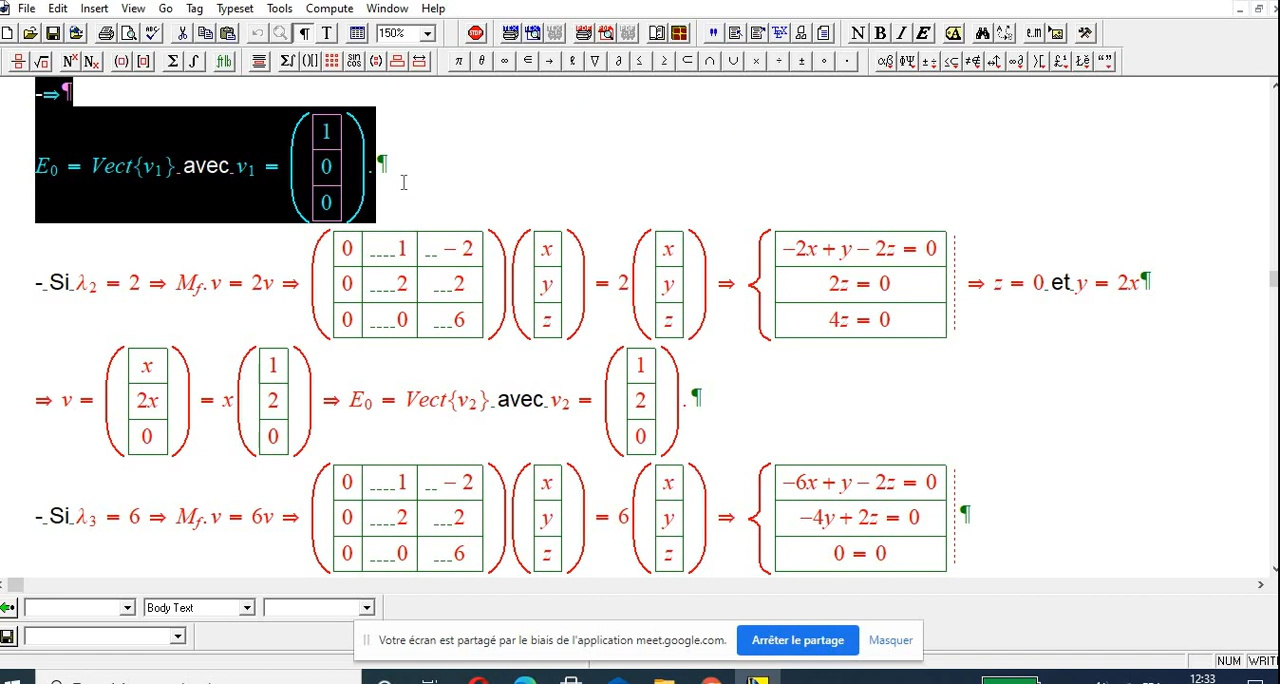 File Edit Insert View Go Tag Typeset Tools Compute Window Help
150%
N B I E
-⇒¶
E₀ = Vect{v₁} avec v₁ = (1 0 0).¶
- Si λ₂ = 2 ⇒ M_f.v = 2v ⇒ (0 1 -2; 0 2 2; 0 0 6)(x y z) = 2(x y z) ⇒ { -2x + y - 2z = 0; 2z = 0; 4z = 0 ⇒ z = 0 et y = 2x¶
⇒ v = (x 2x 0) = x(1 2 0) ⇒ E₀ = Vect{v₂} avec v₂ = (1 2 0).¶
- Si λ₃ = 6 ⇒ M_f.v = 6v ⇒ (0 1 -2; 0 2 2; 0 0 6)(x y z) = 6(x y z) ⇒ { -6x + y - 2z = 0; -4y + 2z = 0; 0 = 0 ¶
Body Text
Votre écran est partagé par le biais de l'application meet.google.com. Arrêter le partage Masquer
NUM WRIT
12:33